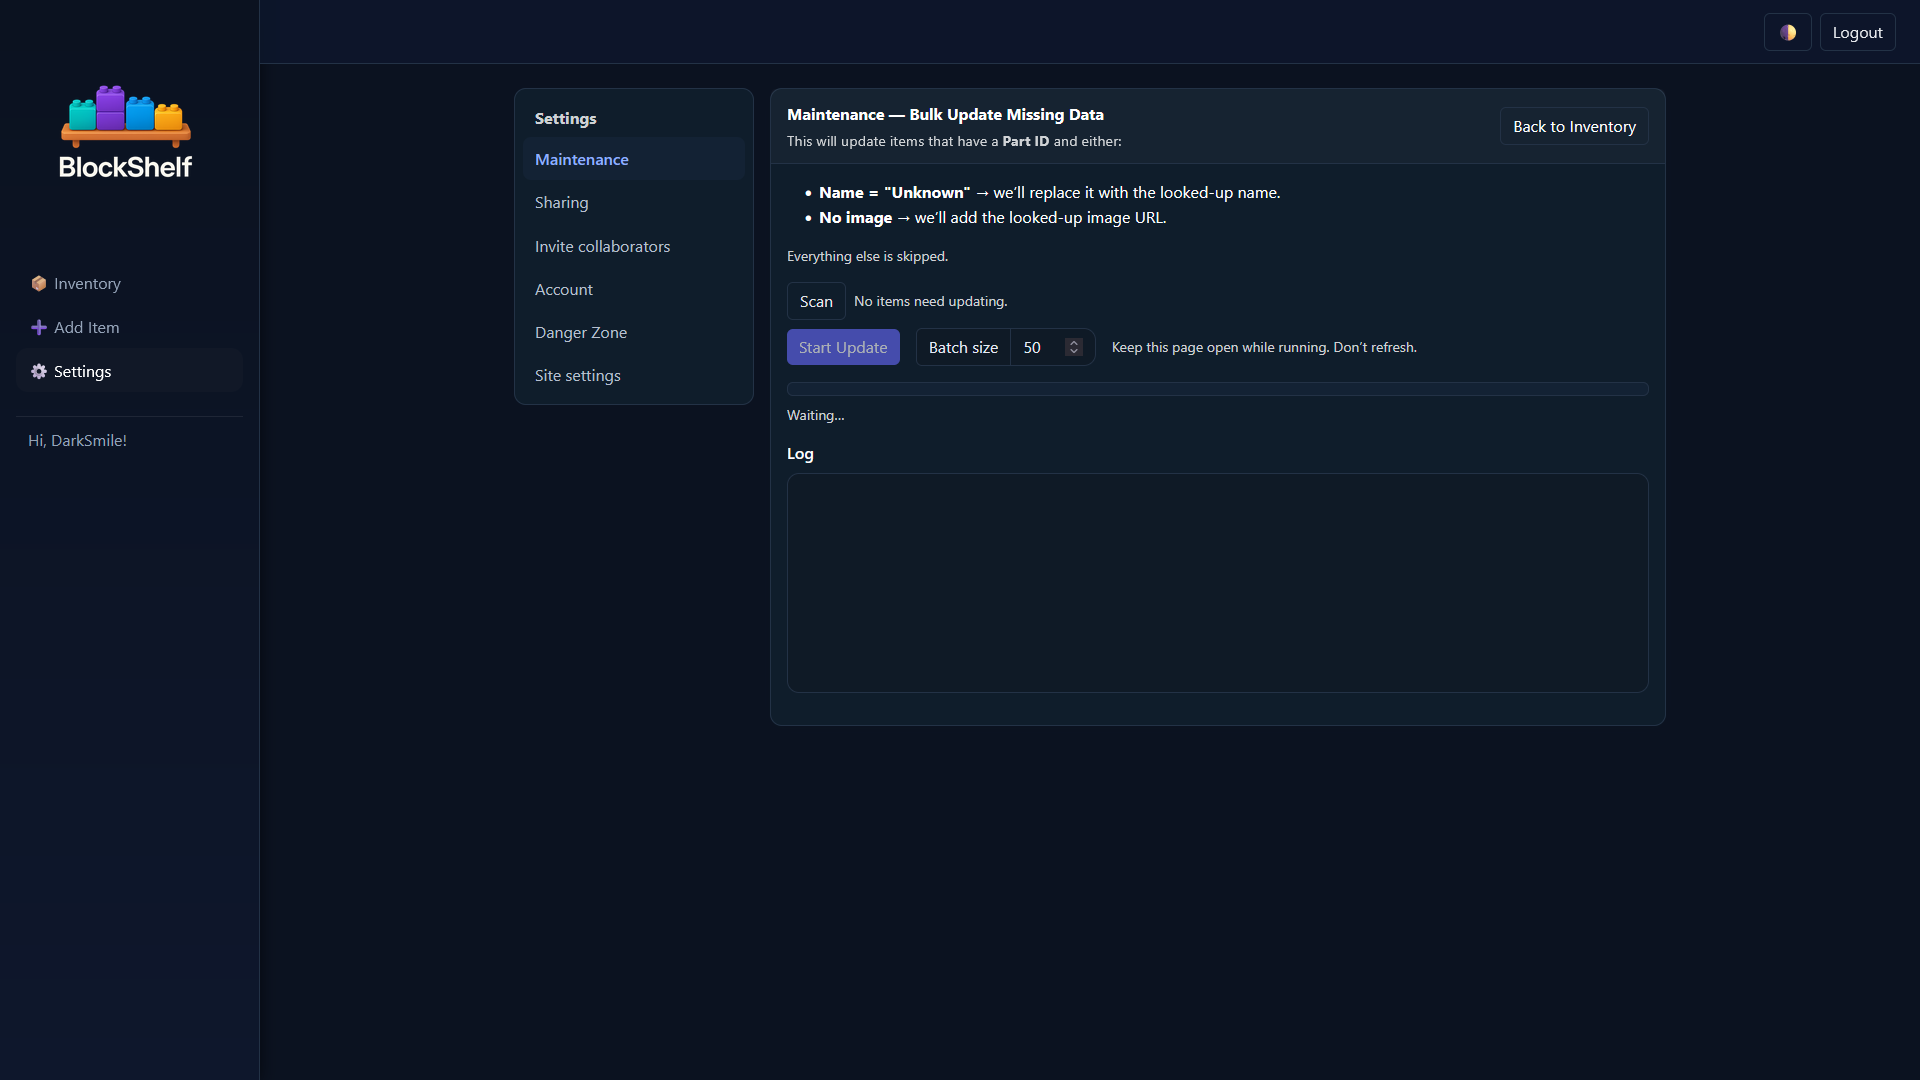 Logout
BlockShelf
Inventory
Add Item
Settings
Hi, DarkSmile!
Settings
Maintenance
Sharing
Invite collaborators
Account
Danger Zone
Site settings
Maintenance — Bulk Update Missing Data
This will update items that have a Part ID and either:
Back to Inventory
• Name = "Unknown" → we’ll replace it with the looked-up name.
• No image → we’ll add the looked-up image URL.
Everything else is skipped.
Scan No items need updating.
Start Update Batch size 50 Keep this page open while running. Don’t refresh.
Waiting…
Log